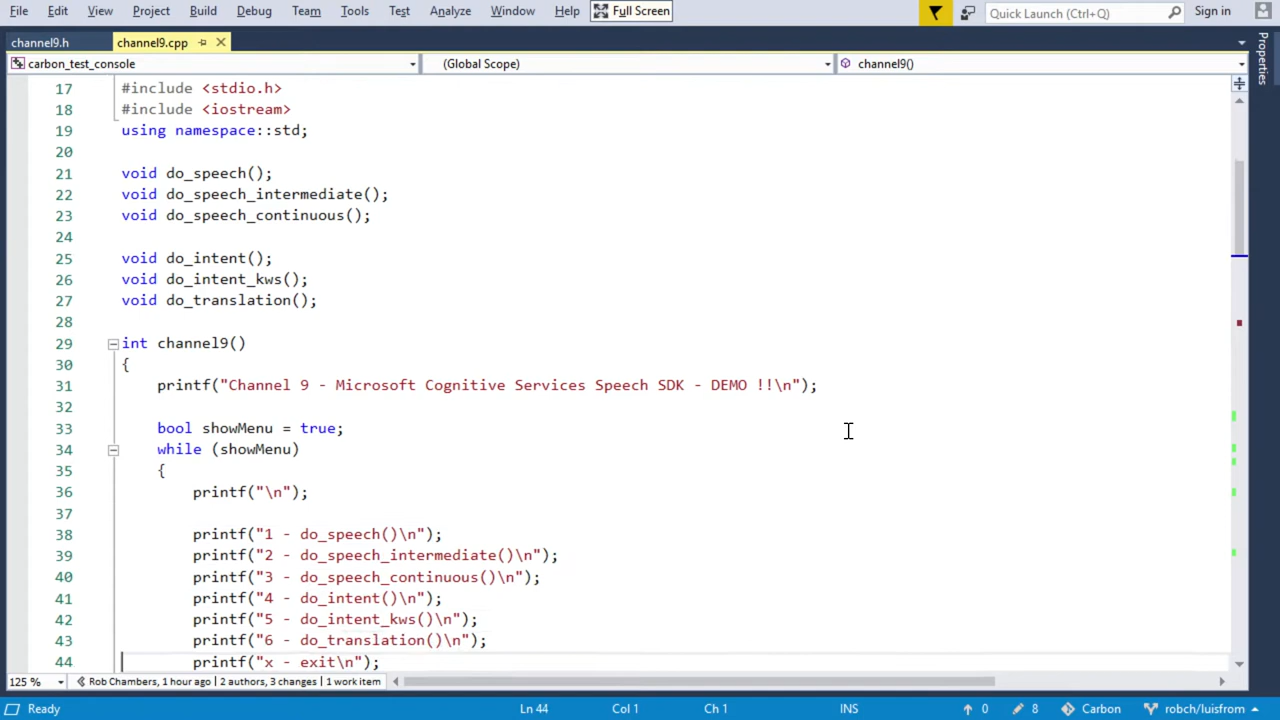 File Edit View Project Build Debug Team Tools Test Analyze Window Help Full Screen Quick Launch (Ctrl+Q) Sign in
channel9.h channel9.cpp
carbon_test_console (Global Scope) channel9()
Properties
17 #include <stdio.h>
18 #include <iostream>
19 using namespace::std;
20
21 void do_speech();
22 void do_speech_intermediate();
23 void do_speech_continuous();
24
25 void do_intent();
26 void do_intent_kws();
27 void do_translation();
28
29 int channel9()
30 {
31 printf("Channel 9 - Microsoft Cognitive Services Speech SDK - DEMO !!\n");
32
33 bool showMenu = true;
34 while (showMenu)
35 {
36 printf("\n");
37
38 printf("1 - do_speech()\n");
39 printf("2 - do_speech_intermediate()\n");
40 printf("3 - do_speech_continuous()\n");
41 printf("4 - do_intent()\n");
42 printf("5 - do_intent_kws()\n");
43 printf("6 - do_translation()\n");
44 printf("x - exit\n");
125 % Rob Chambers, 1 hour ago | 2 authors, 3 changes | 1 work item
Ready Ln 44 Col 1 Ch 1 INS 0 8 Carbon robch/luisfrom